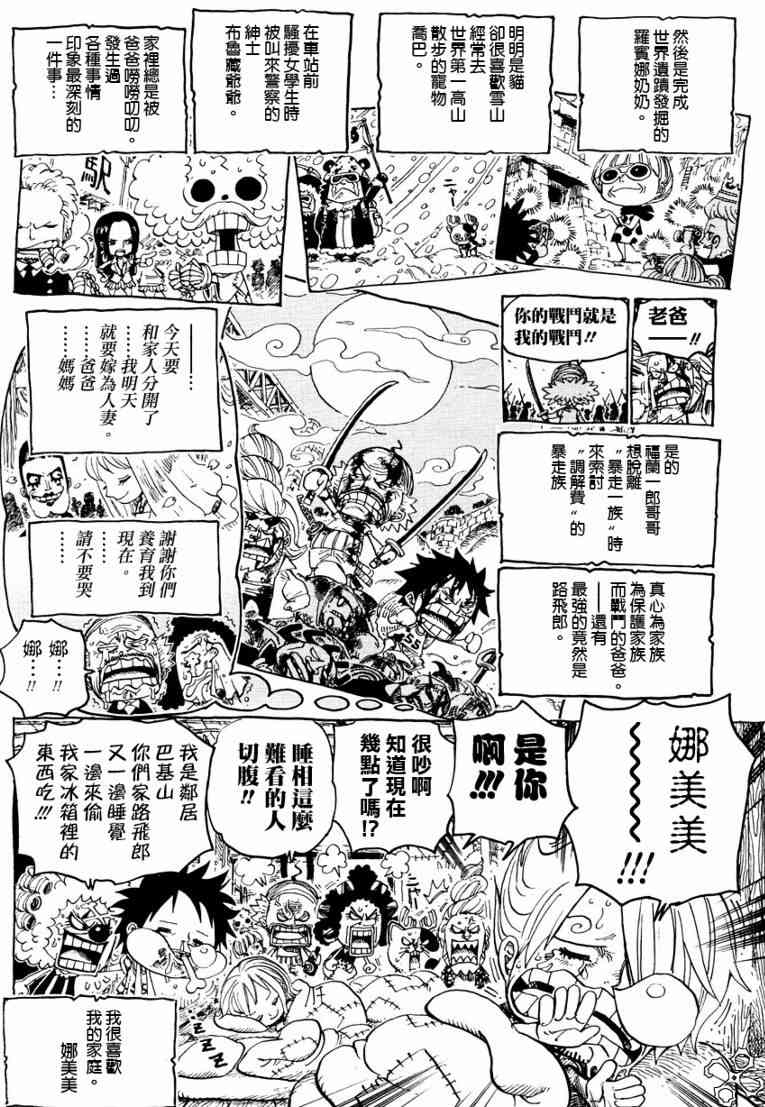 然後是完成
世界遺蹟發掘的
羅賓娜奶奶。
明明是貓
卻很喜歡雪山
經常去
世界第一高山
散步的寵物
喬巴。
在車站前
騷擾女學生時
被叫來警察的
紳士
布魯藏爺爺。
家裡總是被
爸爸嘮嘮叨叨。
發生過
各種事情
印象最深刻的
一件事…
駅
老爸
——!!
你的戰鬥就是
我的戰鬥!!
是的
福蘭一郎哥哥
想脫離
"暴走一族"時
來索討
"調解費"的
暴走族
真心為家族
為保護家族
而戰鬥的爸爸。
——還有
最強的竟然是
路飛郎。
——
今天要
和家人分開了
……我明天
就要嫁為人妻。
……爸爸
……媽媽
謝謝你們
養育我到
現在。
……請不要哭
娜…!!
娜…!!
SS
娜美美
~~~~!!!
是你
啊!!!
很吵啊
知道現在
幾點了嗎!?
睡相這麼
難看的人
切腹!!
我是鄰居
巴基山
你們家路飛郎
又一邊睡覺
一邊來偷
我家冰箱裡的
東西吃!!!
zzz
我很喜歡
我的家庭。
娜美美